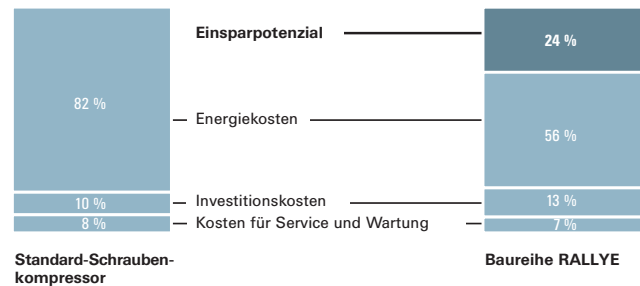 Einsparpotenzial
24 %
82 %
Energiekosten
56 %
10 %
Investitionskosten
13 %
8 %
Kosten für Service und Wartung
7 %
Standard-Schrauben-
kompressor
Baureihe RALLYE